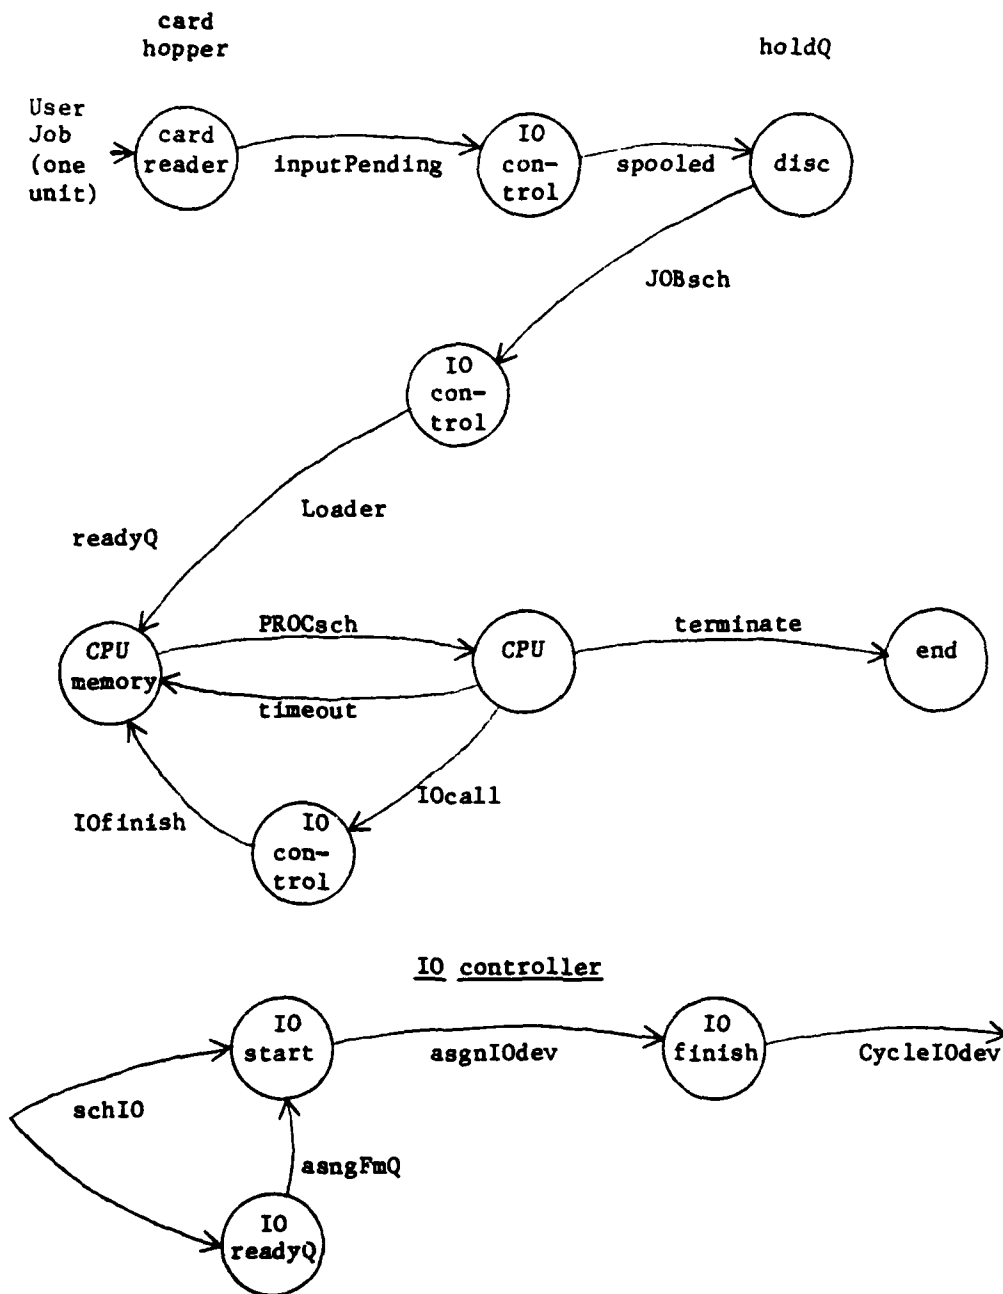 card
hopper
holdQ
User
Job
(one
unit)
card
reader
inputPending
IO
con-
trol
spooled
disc
JOBsch
IO
con-
trol
Loader
readyQ
CPU
memory
PROCsch
CPU
terminate
end
timeout
IOcall
IOfinish
IO
con-
trol
IO controller
IO
start
asgnIOdev
IO
finish
CycleIOdev
schIO
asngFmQ
IO
readyQ